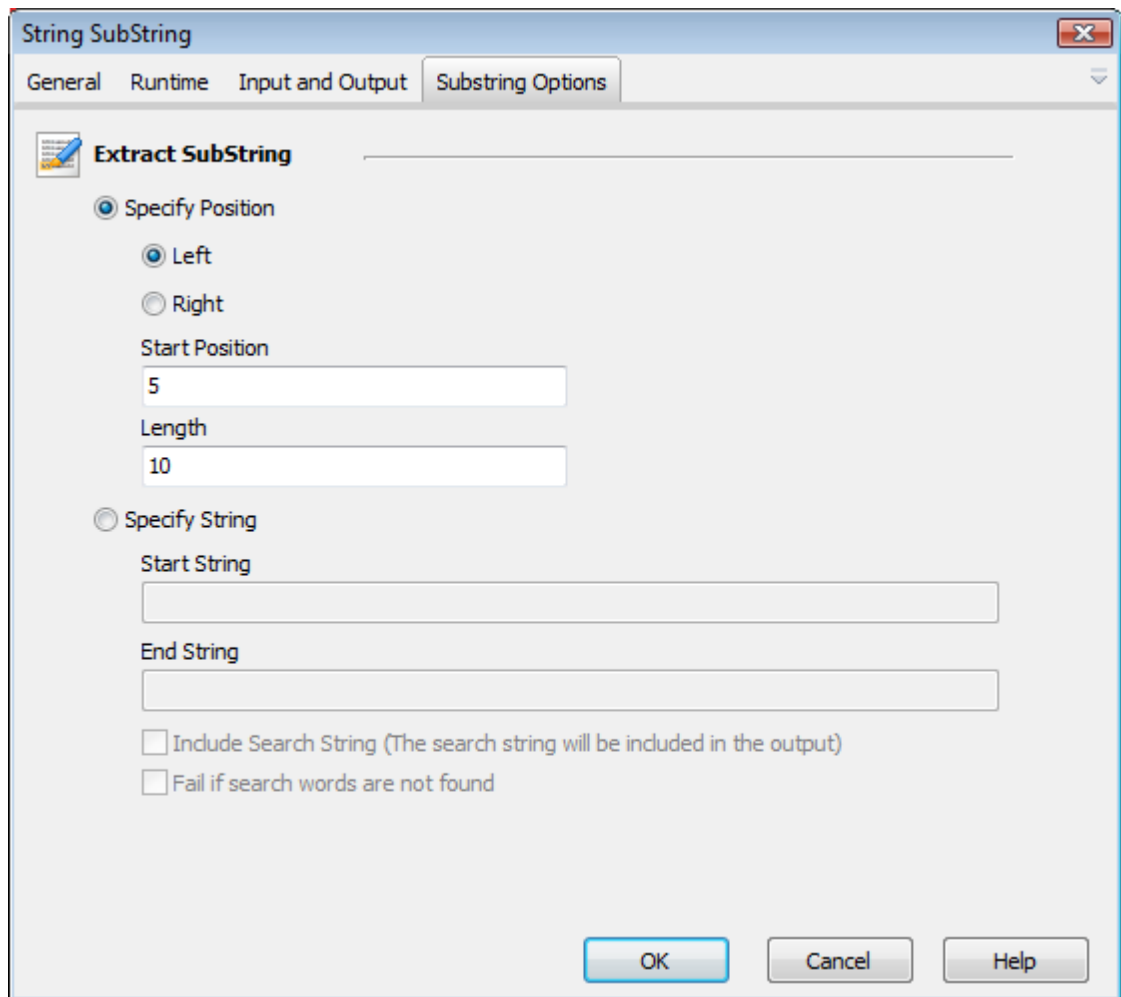 String SubString
General Runtime Input and Output Substring Options
Extract SubString
Specify Position
Left
Right
Start Position
5
Length
10
Specify String
Start String
End String
Include Search String (The search string will be included in the output)
Fail if search words are not found
OK Cancel Help